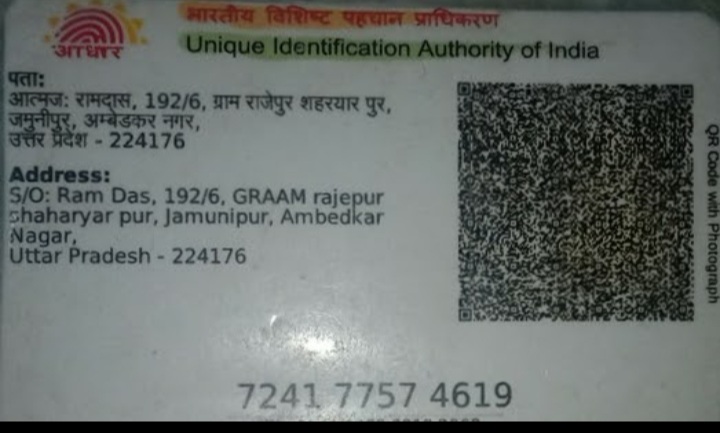 आधार
भारतीय विशिष्ट पहचान प्राधिकरण
Unique Identification Authority of India
पता:
आत्मज: रामदास, 192/6, ग्राम राजेपुर शहरयार पुर,
जमुनीपुर, अम्बेडकर नगर,
उत्तर प्रदेश - 224176
Address:
S/O: Ram Das, 192/6, GRAAM rajepur
shaharyar pur, Jamunipur, Ambedkar
Nagar,
Uttar Pradesh - 224176
QR Code with Photograph
7241 7757 4619